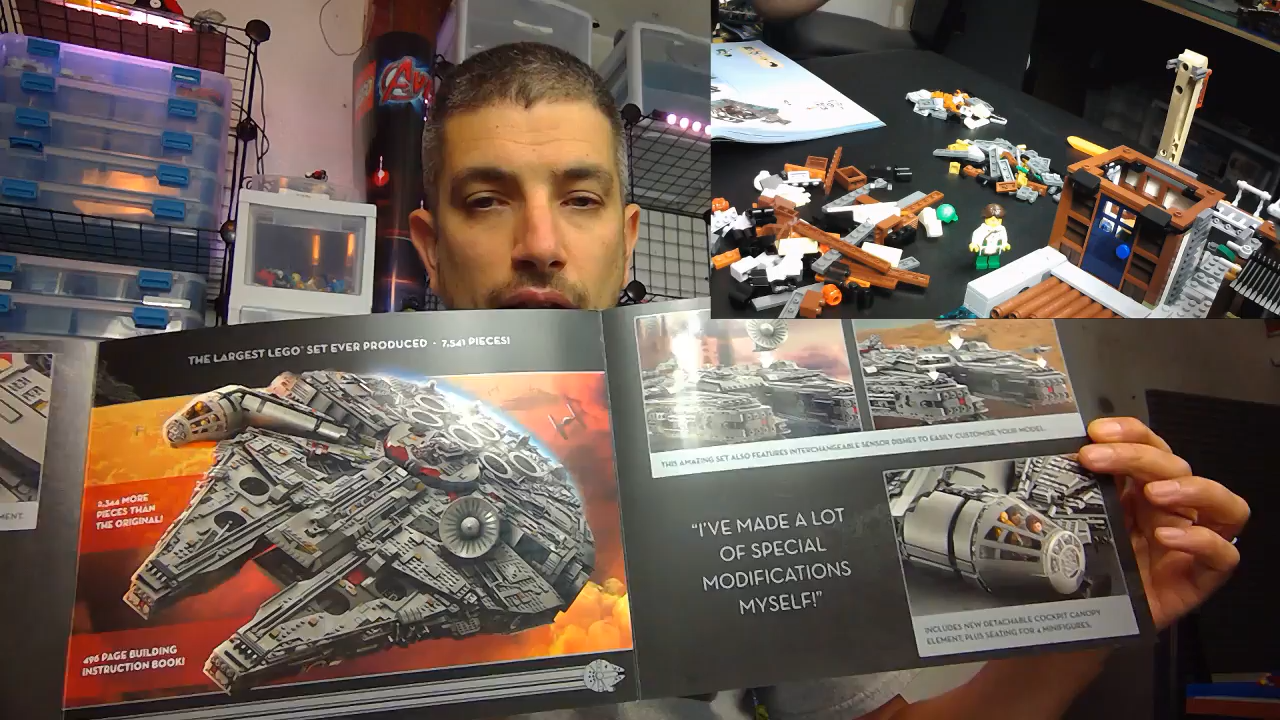 THE LARGEST LEGO® SET EVER PRODUCED - 7,541 PIECES!
2,344 MORE
PIECES THAN
THE ORIGINAL!
496 PAGE BUILDING
INSTRUCTION BOOK!
MENT.
THIS AMAZING SET ALSO FEATURES INTERCHANGEABLE SENSOR DISHES TO EASILY CUSTOMISE YOUR MODEL.
"I'VE MADE A LOT
OF SPECIAL
MODIFICATIONS
MYSELF!"
INCLUDES NEW DETACHABLE COCKPIT CANOPY
ELEMENT, PLUS SEATING FOR 4 MINIFIGURES.